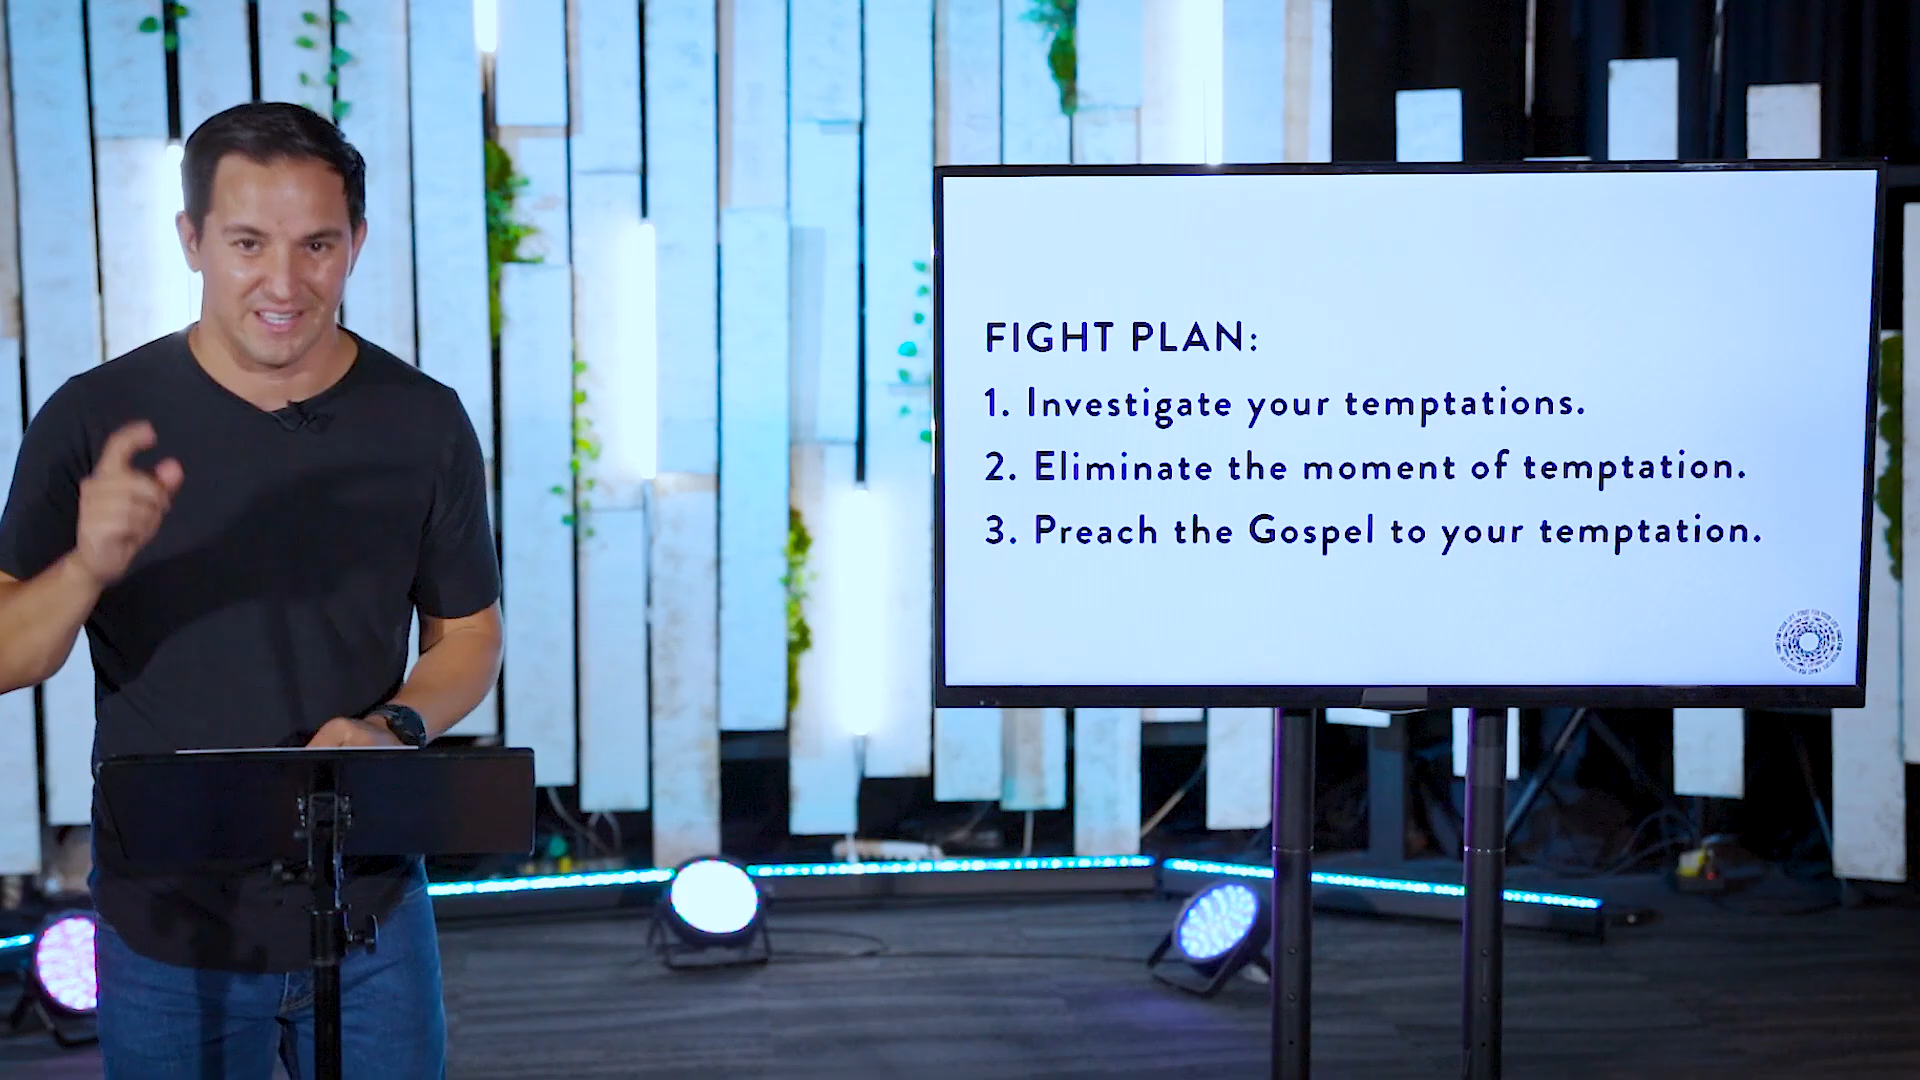 FIGHT PLAN:
1. Investigate your temptations.
2. Eliminate the moment of temptation.
3. Preach the Gospel to your temptation.